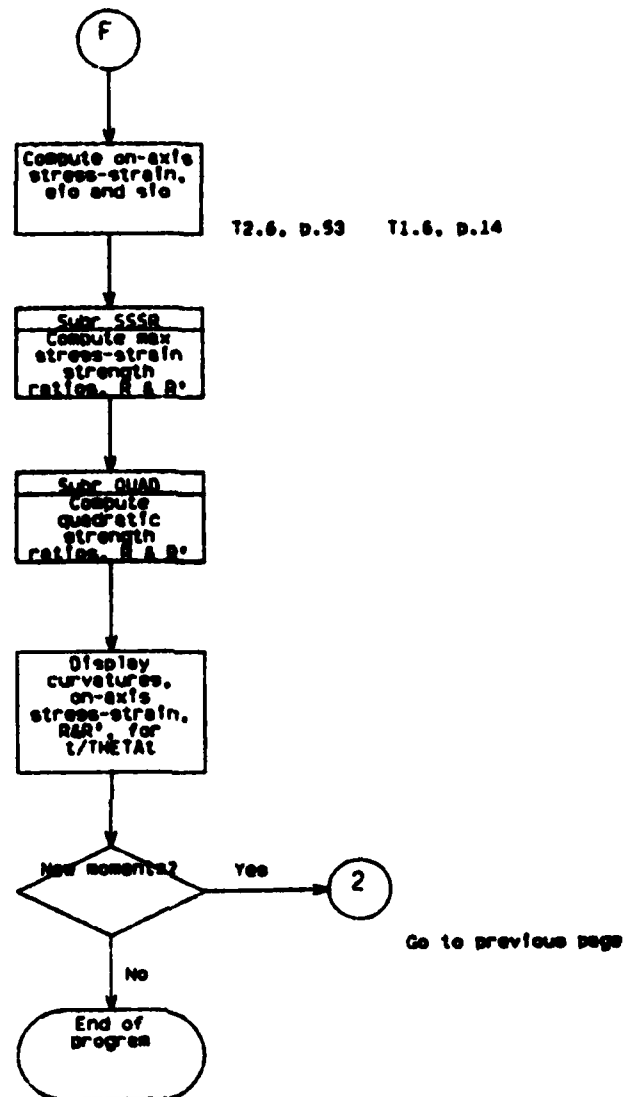 F
Compute on-axis
stress-strain,
eio and sio
T2.6, p.53 T1.6, p.14
Subr SSSR
Compute max
stress-strain
strength
ratios, R & R'
Subr QUAD
Compute
quadratic
strength
ratios, R & R'
Display
curvatures,
on-axis
stress-strain,
R&R', for
t/THETAt
New moments?
Yes
2
Go to previous page
No
End of
program